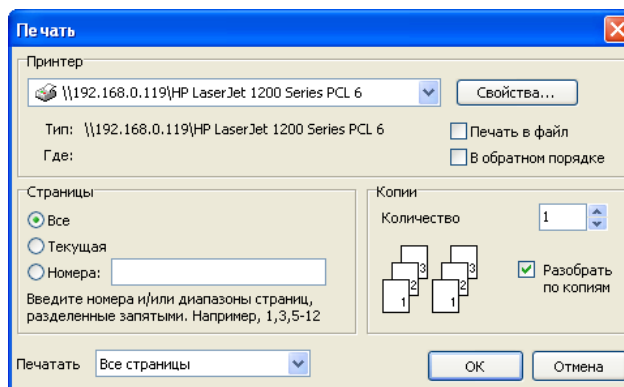 Печать
Принтер
\\192.168.0.119\HP LaserJet 1200 Series PCL 6
Свойства...
Тип: \\192.168.0.119\HP LaserJet 1200 Series PCL 6
Печать в файл
Где:
В обратном порядке
Страницы
Все
Текущая
Номера:
Введите номера и/или диапазоны страниц,
разделенные запятыми. Например, 1,3,5-12
Копии
Количество 1
1 2 3 1 2 3
Разобрать
по копиям
Печатать Все страницы
ОК Отмена